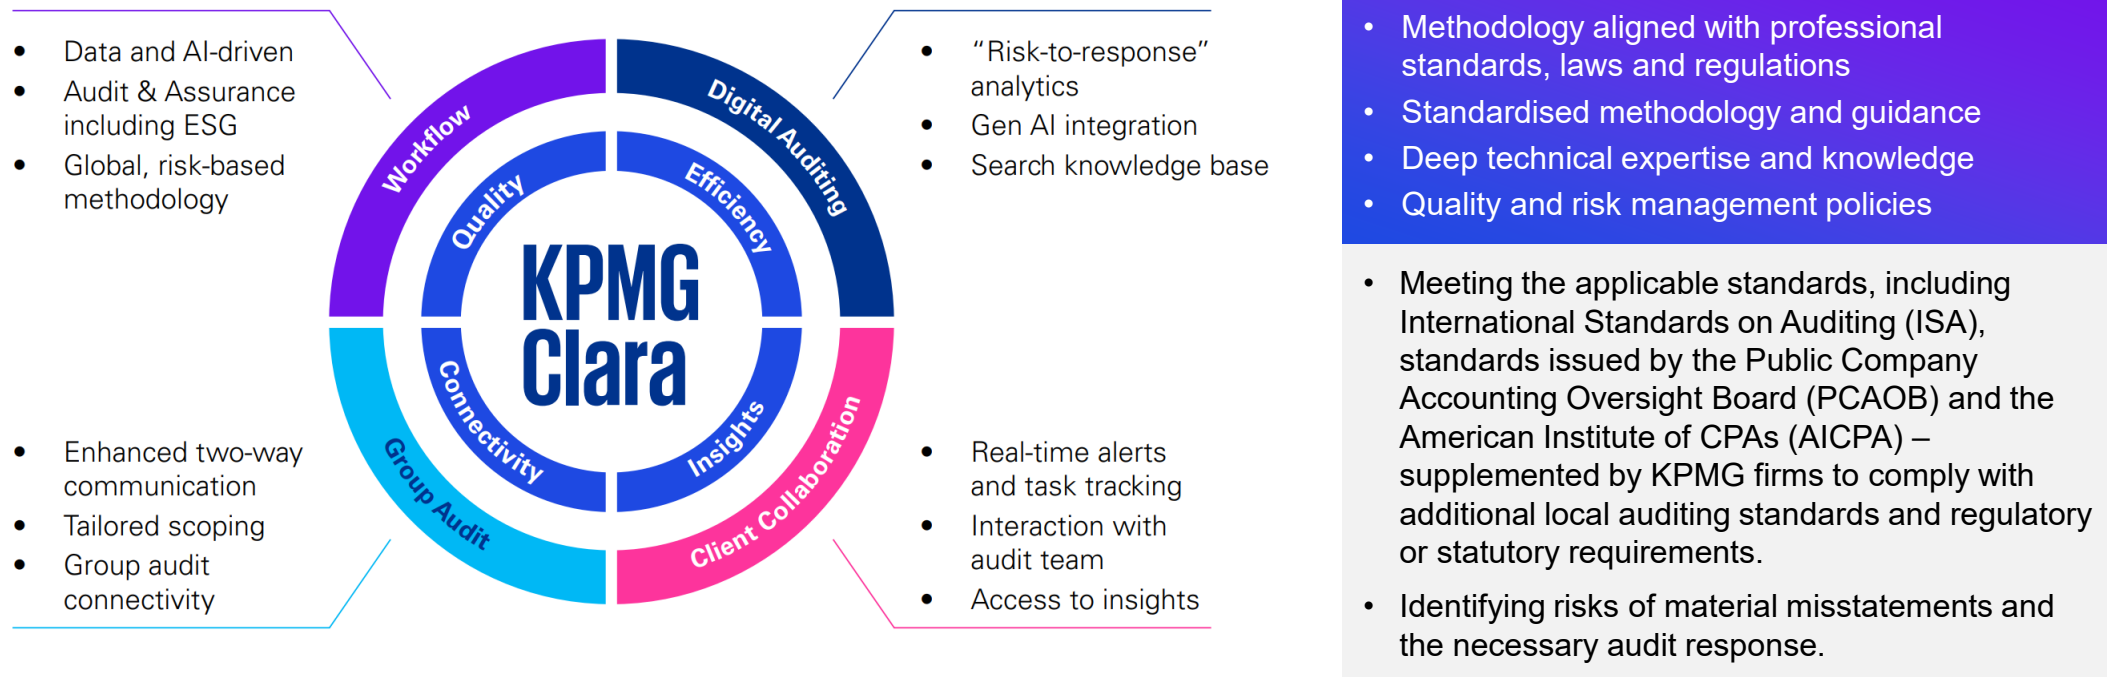 • Data and AI-driven
• Audit & Assurance
including ESG
• Global, risk-based
methodology
Workflow
Digital Auditing
• “Risk-to-response”
analytics
• Gen AI integration
• Search knowledge base
Quality
Efficiency
KPMG
Clara
Connectivity
Insights
Group Audit
Client Collaboration
• Enhanced two-way
communication
• Tailored scoping
• Group audit
connectivity
• Real-time alerts
and task tracking
• Interaction with
audit team
• Access to insights
• Methodology aligned with professional
standards, laws and regulations
• Standardised methodology and guidance
• Deep technical expertise and knowledge
• Quality and risk management policies
• Meeting the applicable standards, including
International Standards on Auditing (ISA),
standards issued by the Public Company
Accounting Oversight Board (PCAOB) and the
American Institute of CPAs (AICPA) –
supplemented by KPMG firms to comply with
additional local auditing standards and regulatory
or statutory requirements.
• Identifying risks of material misstatements and
the necessary audit response.